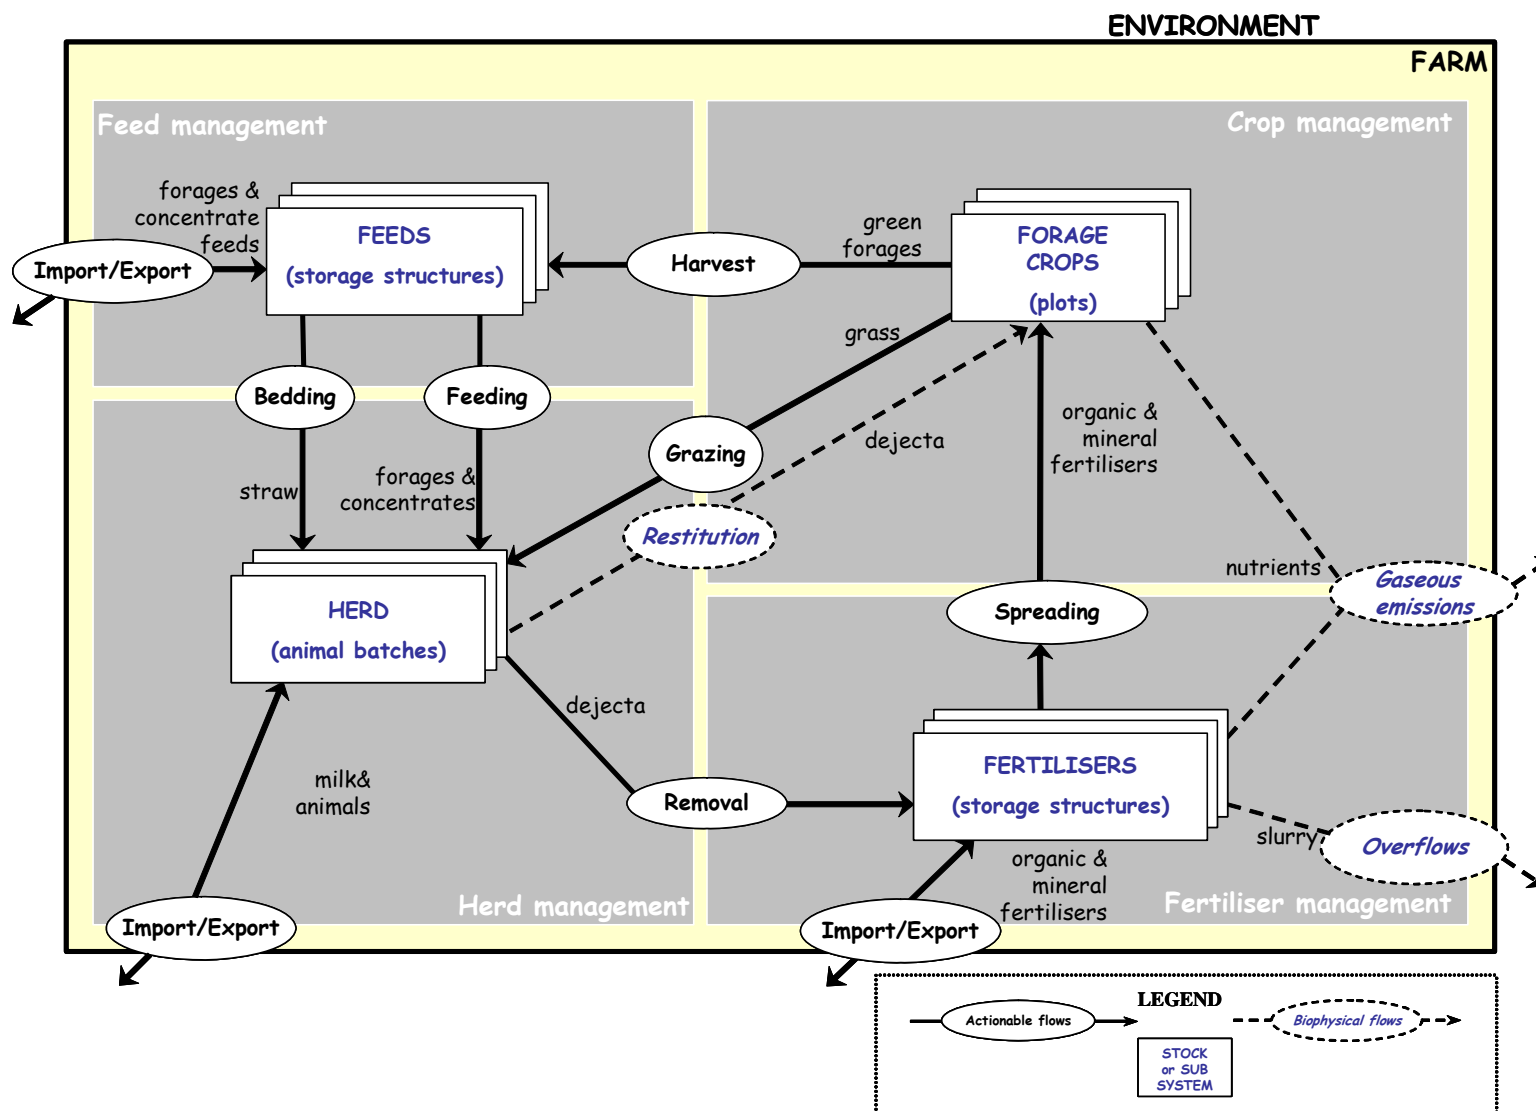 ENVIRONMENT
FARM
Feed management
Crop management
forages &
concentrate
feeds
FEEDS
(storage structures)
Import/Export
Harvest
green
forages
FORAGE
CROPS
(plots)
grass
Bedding
Feeding
Grazing
dejecta
organic &
mineral
fertilisers
straw
forages &
concentrates
Restitution
nutrients
Gaseous
emissions
HERD
(animal batches)
Spreading
dejecta
milk&
animals
Removal
FERTILISERS
(storage structures)
slurry
Overflows
organic &
mineral
fertilisers
Herd management
Fertiliser management
Import/Export
Import/Export
LEGEND
Actionable flows
Biophysical flows
STOCK
or SUB
SYSTEM